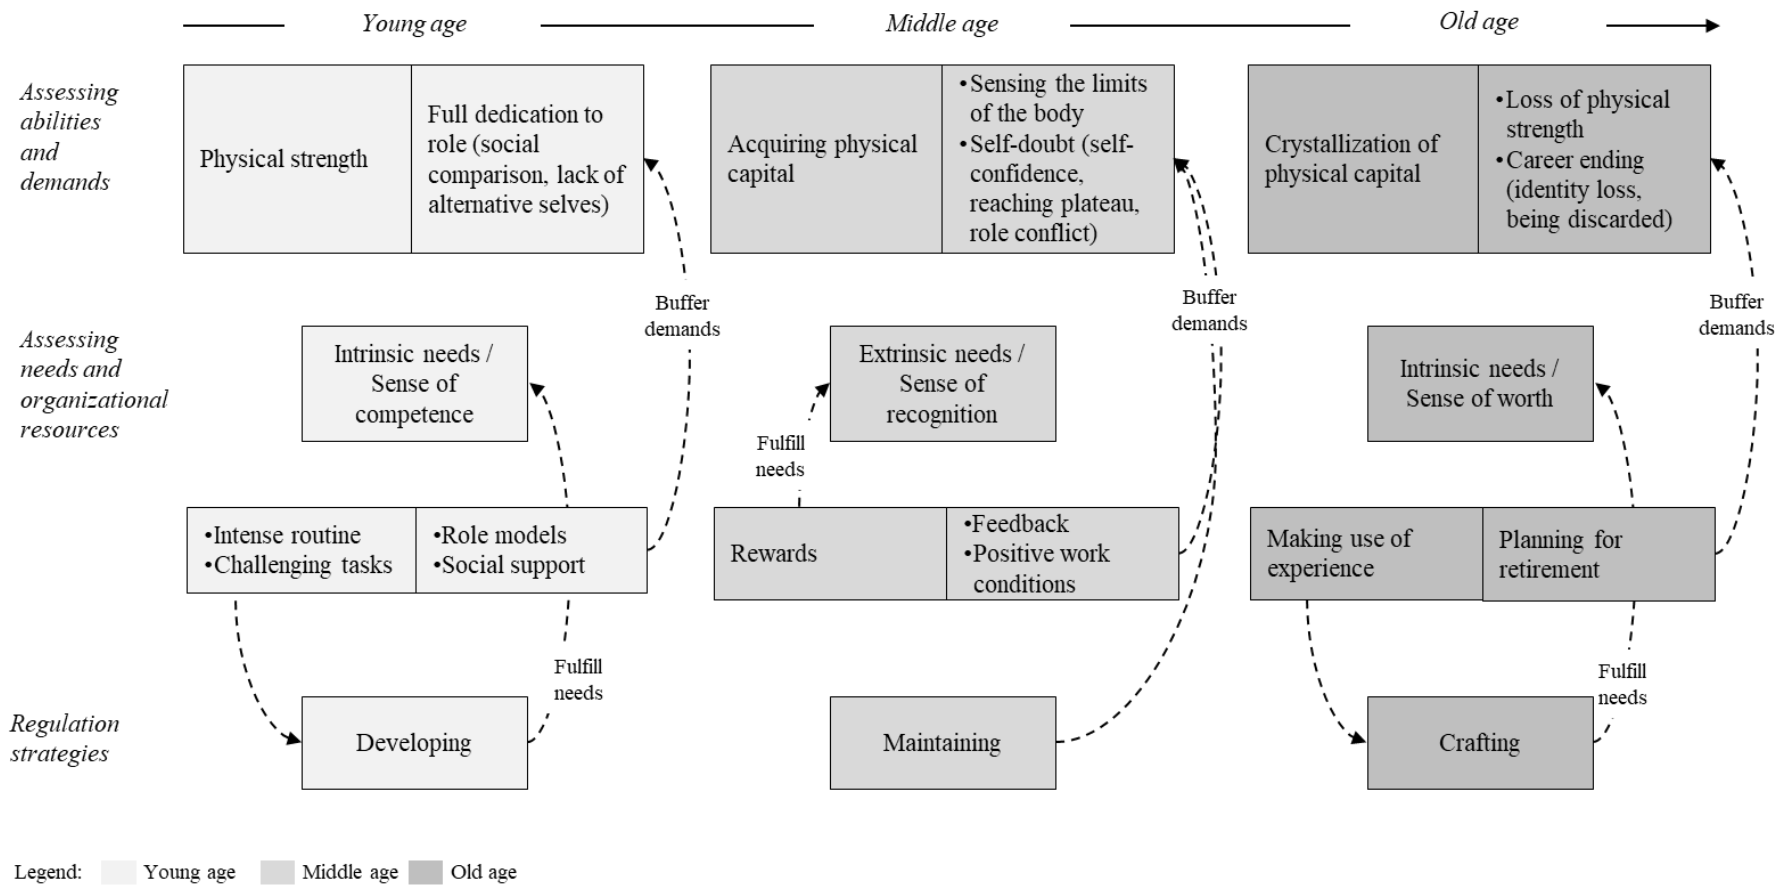 Young age
Middle age
Old age
Assessing
abilities
and
demands
Physical strength
Full dedication to
role (social
comparison, lack of
alternative selves)
Acquiring physical
capital
•Sensing the limits
of the body
•Self-doubt (self-
confidence,
reaching plateau,
role conflict)
Crystallization of
physical capital
•Loss of physical
strength
•Career ending
(identity loss,
being discarded)
Buffer
demands
Buffer
demands
Buffer
demands
Assessing
needs and
organizational
resources
Intrinsic needs /
Sense of
competence
Extrinsic needs /
Sense of
recognition
Intrinsic needs /
Sense of worth
Fulfill
needs
•Intense routine
•Challenging tasks
•Role models
•Social support
Rewards
•Feedback
•Positive work
conditions
Making use of
experience
Planning for
retirement
Fulfill
needs
Fulfill
needs
Regulation
strategies
Developing
Maintaining
Crafting
Legend:
Young age
Middle age
Old age